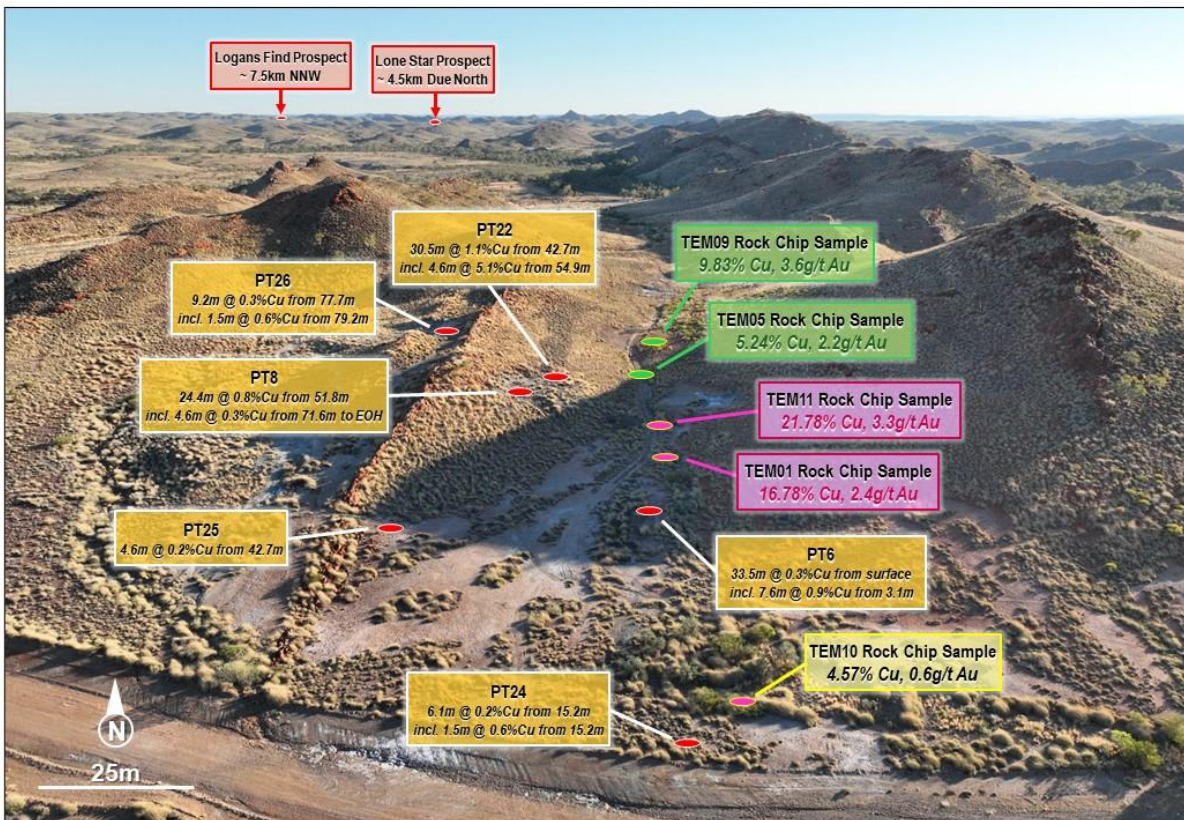 Logans Find Prospect
~ 7.5km NNW
Lone Star Prospect
~ 4.5km Due North
PT22
30.5m @ 1.1%Cu from 42.7m
incl. 4.6m @ 5.1%Cu from 54.9m
TEM09 Rock Chip Sample
9.83% Cu, 3.6g/t Au
PT26
9.2m @ 0.3%Cu from 77.7m
incl. 1.5m @ 0.6%Cu from 79.2m
TEM05 Rock Chip Sample
5.24% Cu, 2.2g/t Au
PT8
24.4m @ 0.8%Cu from 51.8m
incl. 4.6m @ 0.3%Cu from 71.6m to EOH
TEM11 Rock Chip Sample
21.78% Cu, 3.3g/t Au
TEM01 Rock Chip Sample
16.78% Cu, 2.4g/t Au
PT25
4.6m @ 0.2%Cu from 42.7m
PT6
33.5m @ 0.3%Cu from surface
incl. 7.6m @ 0.9%Cu from 3.1m
TEM10 Rock Chip Sample
4.57% Cu, 0.6g/t Au
PT24
6.1m @ 0.2%Cu from 15.2m
incl. 1.5m @ 0.6%Cu from 15.2m
N
25m